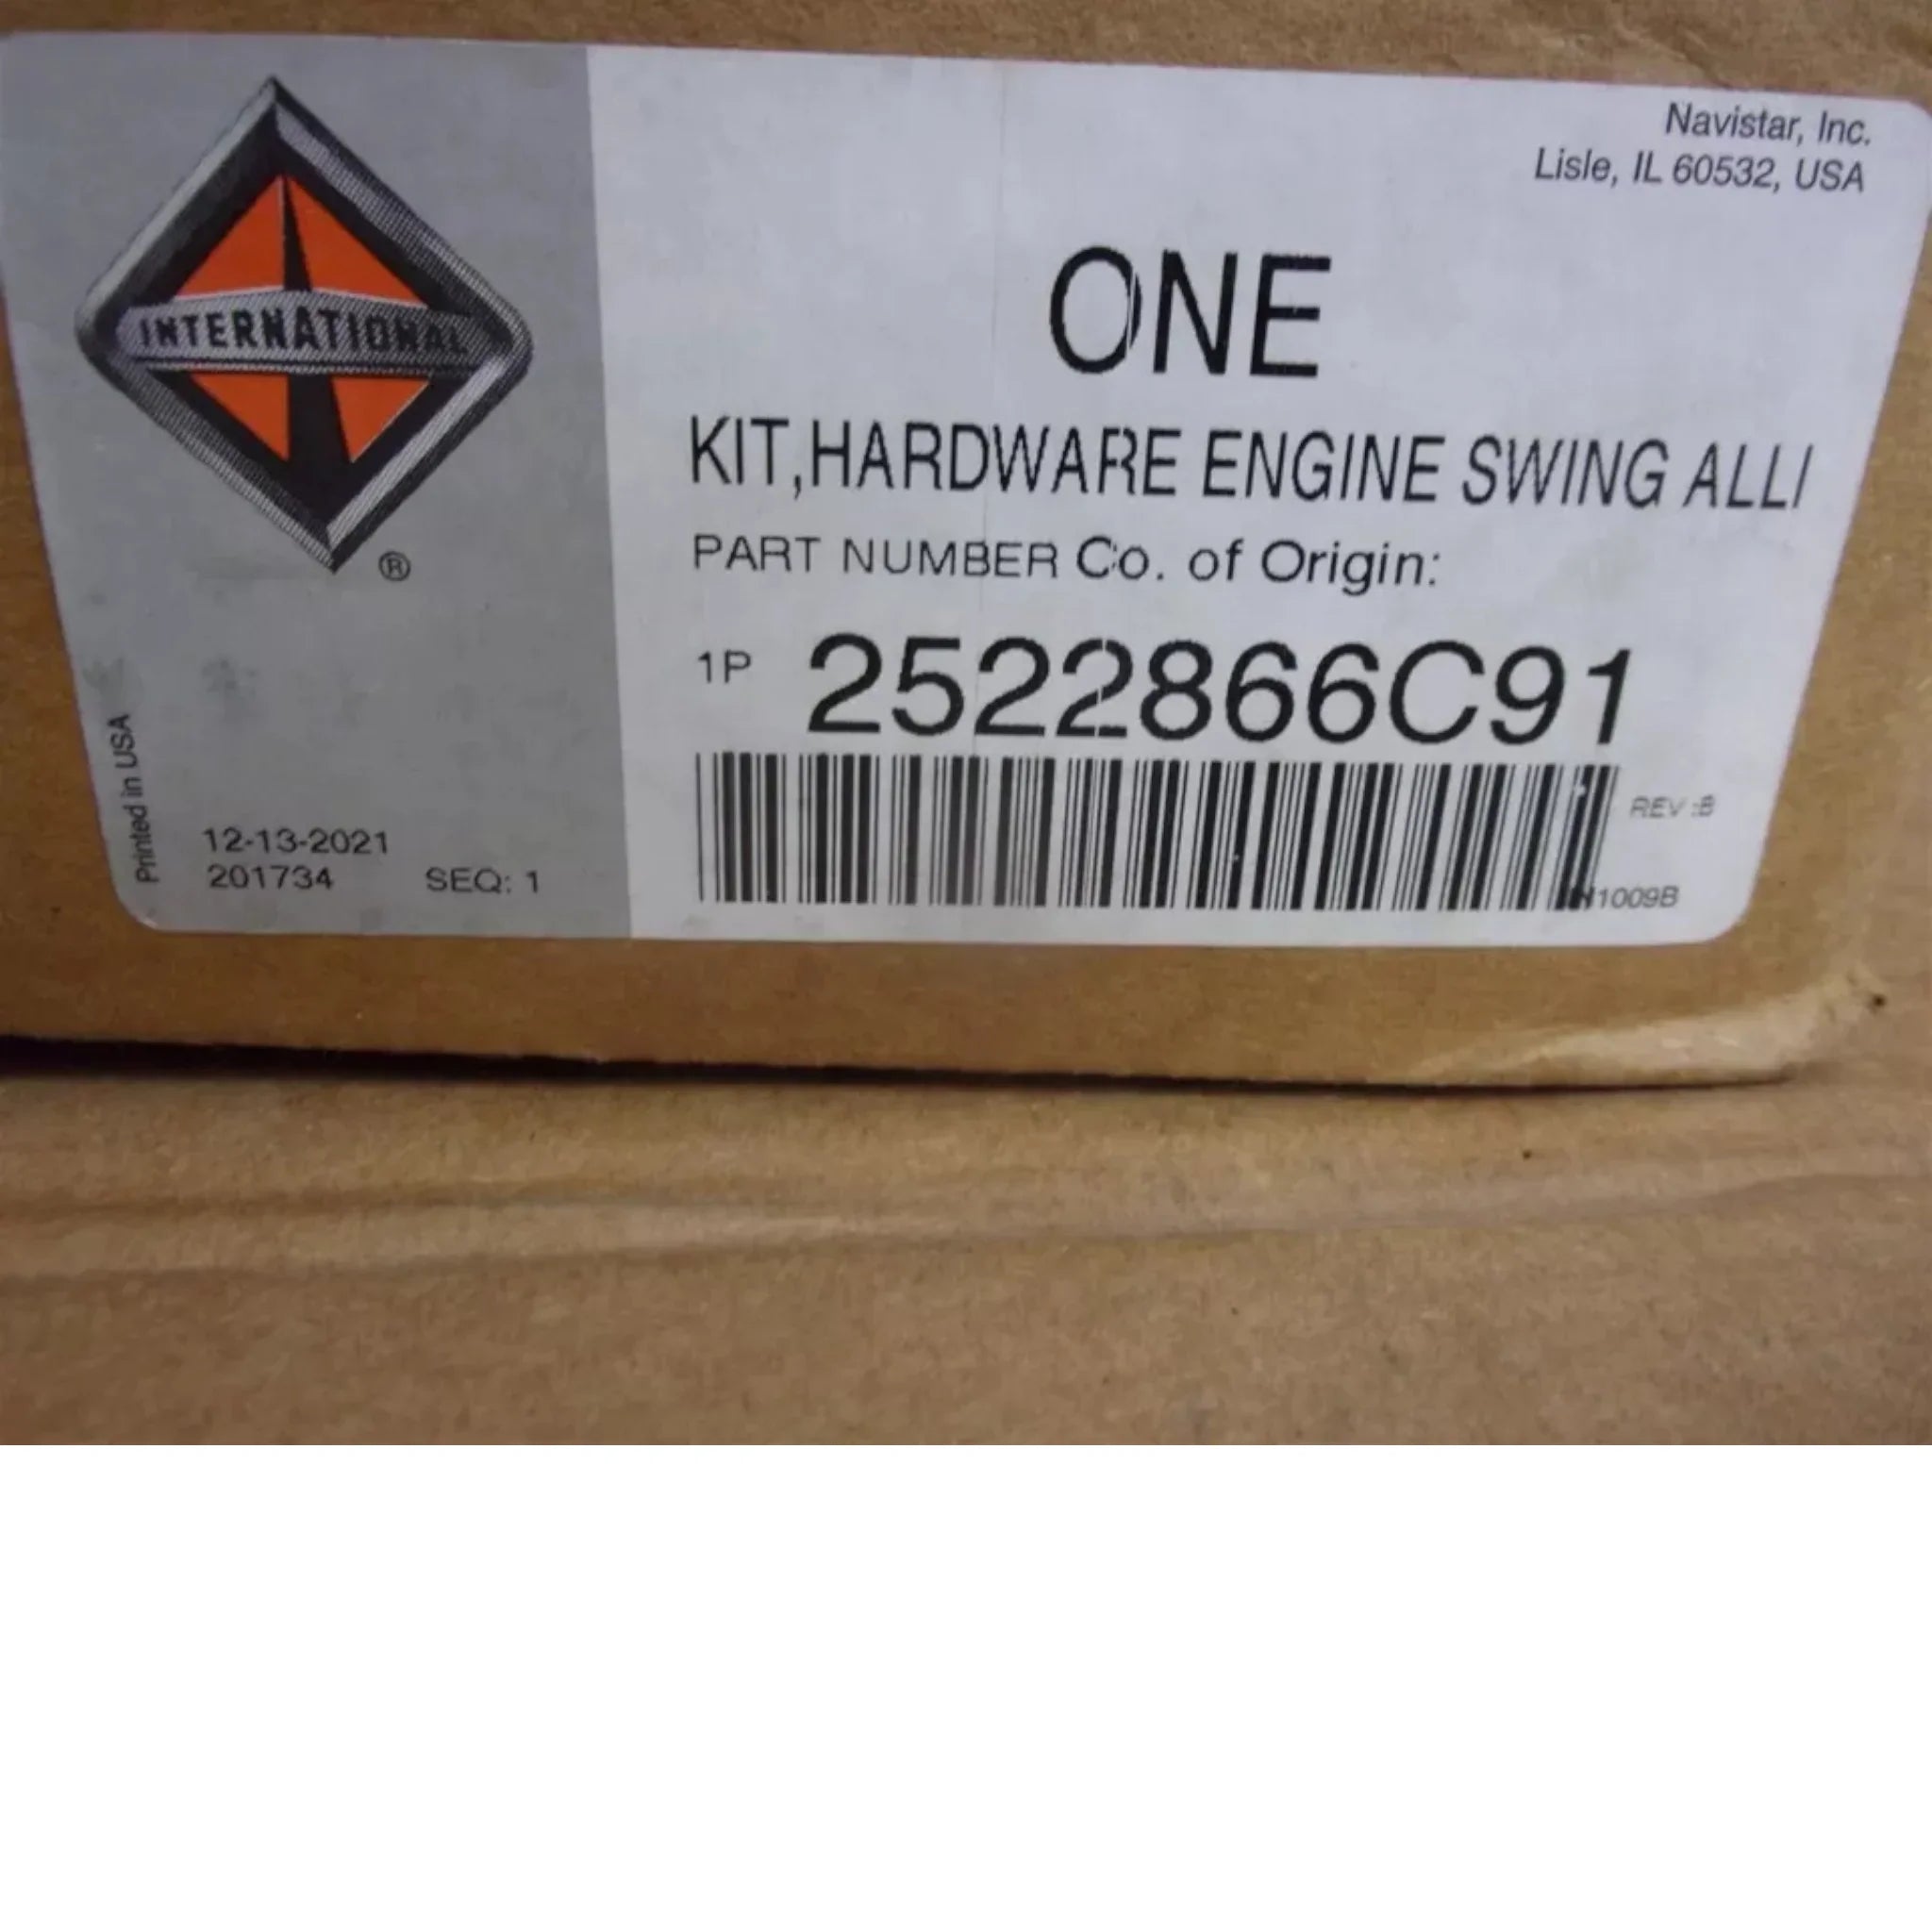 Navistar, Inc.
Lisle, IL 60532, USA
INTERNATIONAL
®
ONE
KIT,HARDWARE ENGINE SWING ALLI
PART NUMBER Co. of Origin:
1P 2522866C91
REV :B
Printed in USA
12-13-2021
201734 SEQ: 1